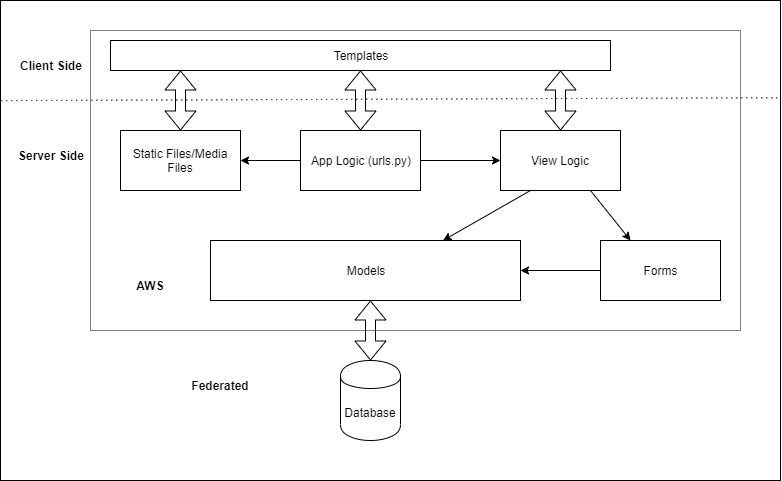 Templates
Client Side
Server Side
Static Files/Media
Files
App Logic (urls.py)
View Logic
Models
Forms
AWS
Federated
Database